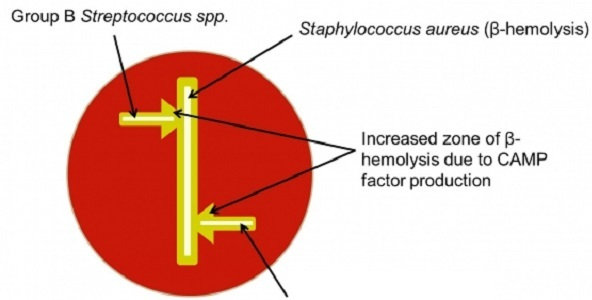 Group B Streptococcus spp.
Staphylococcus aureus (β-hemolysis)
Increased zone of β-
hemolysis due to CAMP
factor production